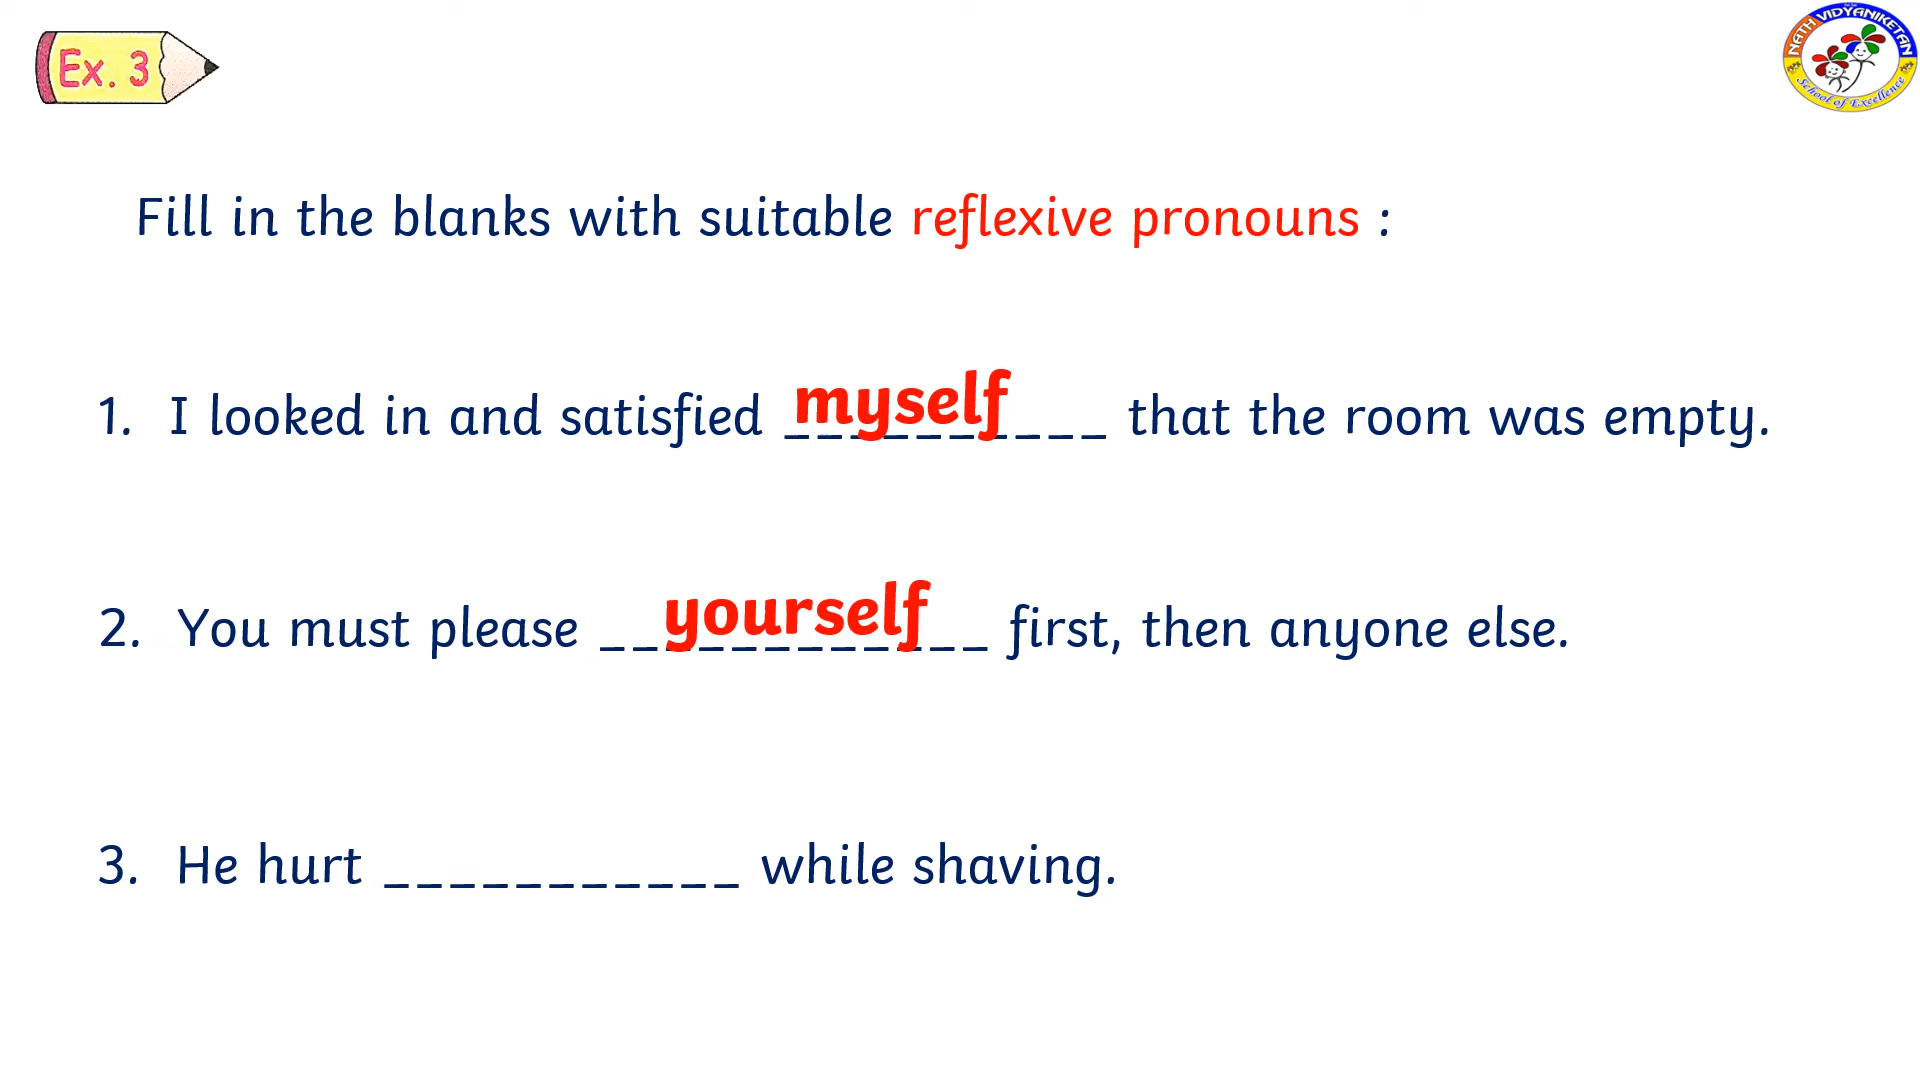 Ex. 3
NATH VIDYANIKETAN
School of Excellence
Fill in the blanks with suitable reflexive pronouns :
1. I looked in and satisfied _ _ _ _ _ _ _ _ _ _ that the room was empty.
myself
2. You must please _ _ _ _ _ _ _ _ _ _ _ _ first, then anyone else.
yourself
3. He hurt _ _ _ _ _ _ _ _ _ _ _ while shaving.